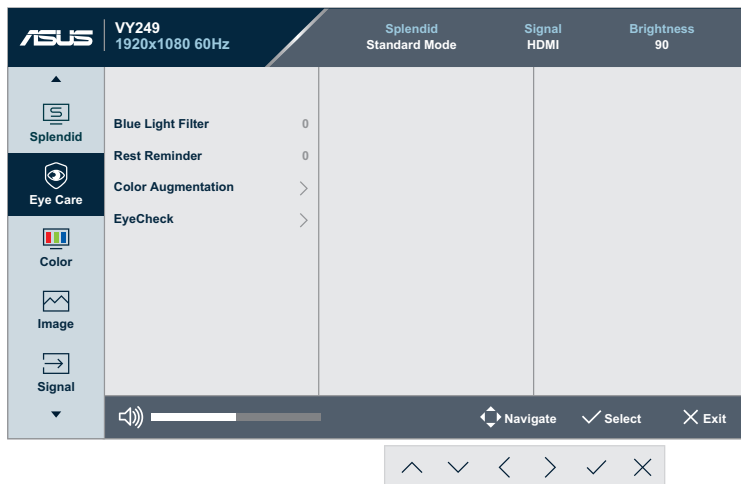 ASUS
VY249
1920x1080 60Hz
Splendid
Standard Mode
Signal
HDMI
Brightness
90
Splendid
Eye Care
Color
Image
Signal
Blue Light Filter 0
Rest Reminder 0
Color Augmentation
EyeCheck
Navigate
Select
Exit